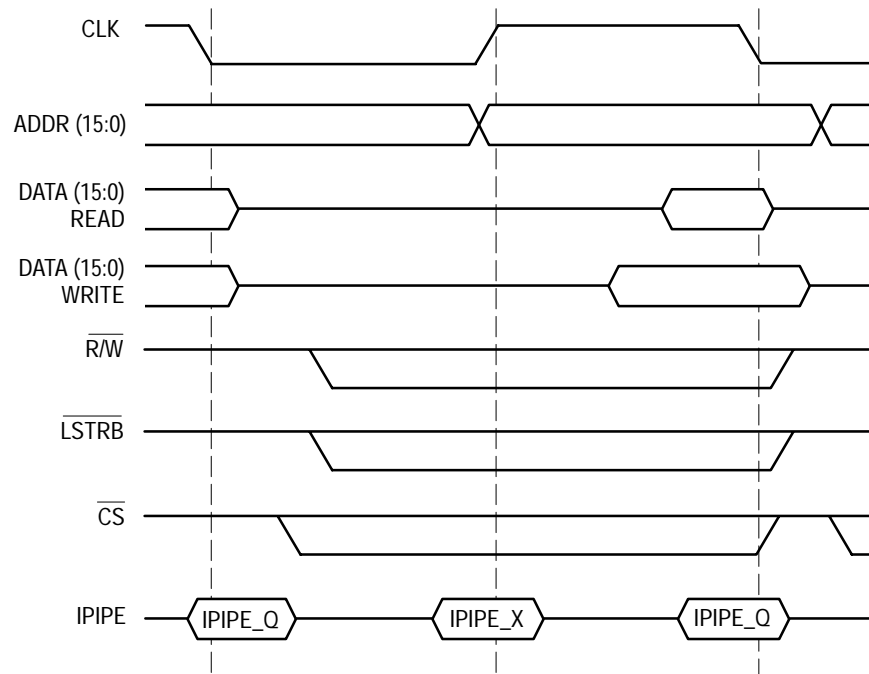 CLK
ADDR (15:0)
DATA (15:0)
READ
DATA (15:0)
WRITE
R/W
LSTRB
CS
IPIPE
IPIPE_Q
IPIPE_X
IPIPE_Q